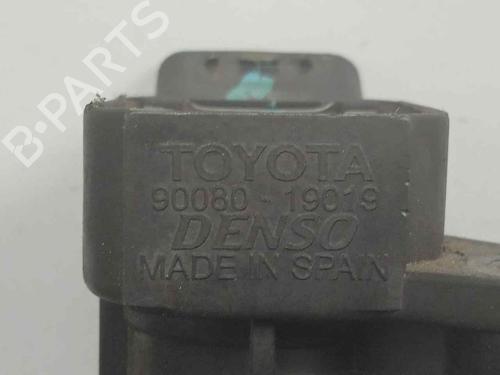 B-PARTS
TOYOTA
90080-19019
DENSO
MADE IN SPAIN